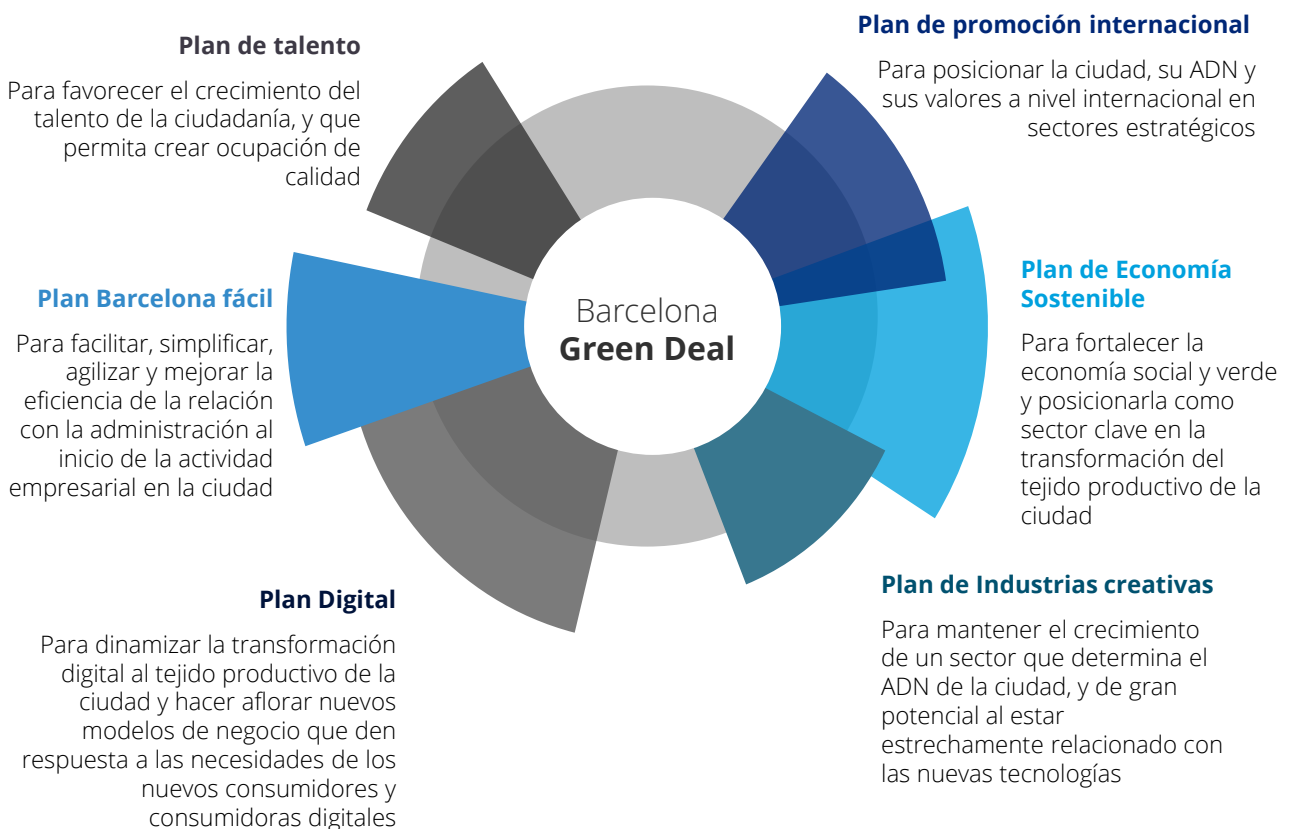 Plan de talento
Para favorecer el crecimiento del
talento de la ciudadanía, y que
permita crear ocupación de
calidad
Plan de promoción internacional
Para posicionar la ciudad, su ADN y
sus valores a nivel internacional en
sectores estratégicos
Plan Barcelona fácil
Para facilitar, simplificar,
agilizar y mejorar la
eficiencia de la relación
con la administración al
inicio de la actividad
empresarial en la ciudad
Barcelona
Green Deal
Plan de Economía
Sostenible
Para fortalecer la
economía social y verde
y posicionarla como
sector clave en la
transformación del
tejido productivo de la
ciudad
Plan Digital
Para dinamizar la transformación
digital al tejido productivo de la
ciudad y hacer aflorar nuevos
modelos de negocio que den
respuesta a las necesidades de los
nuevos consumidores y
consumidoras digitales
Plan de Industrias creativas
Para mantener el crecimiento
de un sector que determina el
ADN de la ciudad, y de gran
potencial al estar
estrechamente relacionado con
las nuevas tecnologías